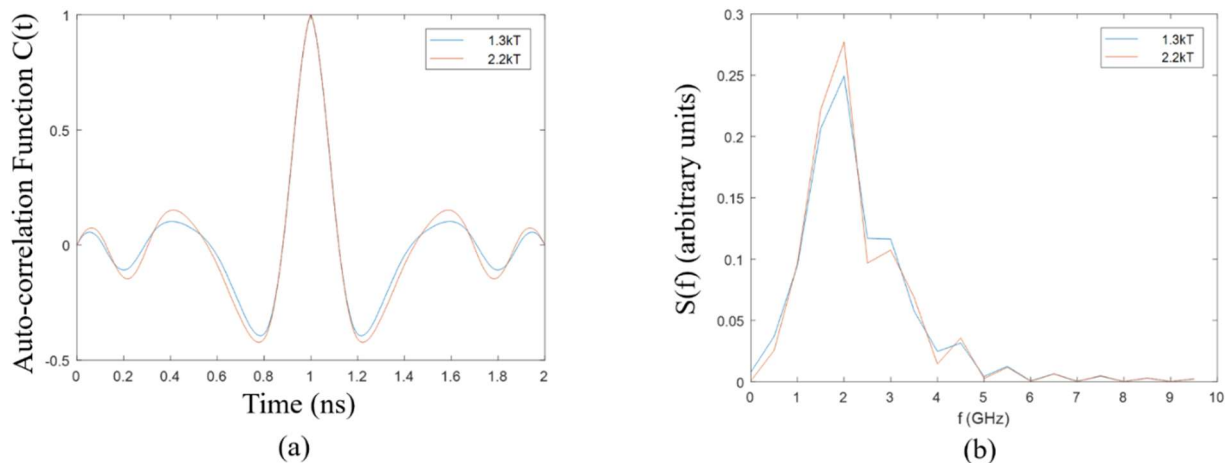 Auto-correlation Function C(t)
1
0.5
0
-0.5
0 0.2 0.4 0.6 0.8 1 1.2 1.4 1.6 1.8 2
Time (ns)
1.3kT
2.2kT
(a)
S(f) (arbitrary units)
0.3
0.25
0.2
0.15
0.1
0.05
0
0 1 2 3 4 5 6 7 8 9 10
f (GHz)
1.3kT
2.2kT
(b)